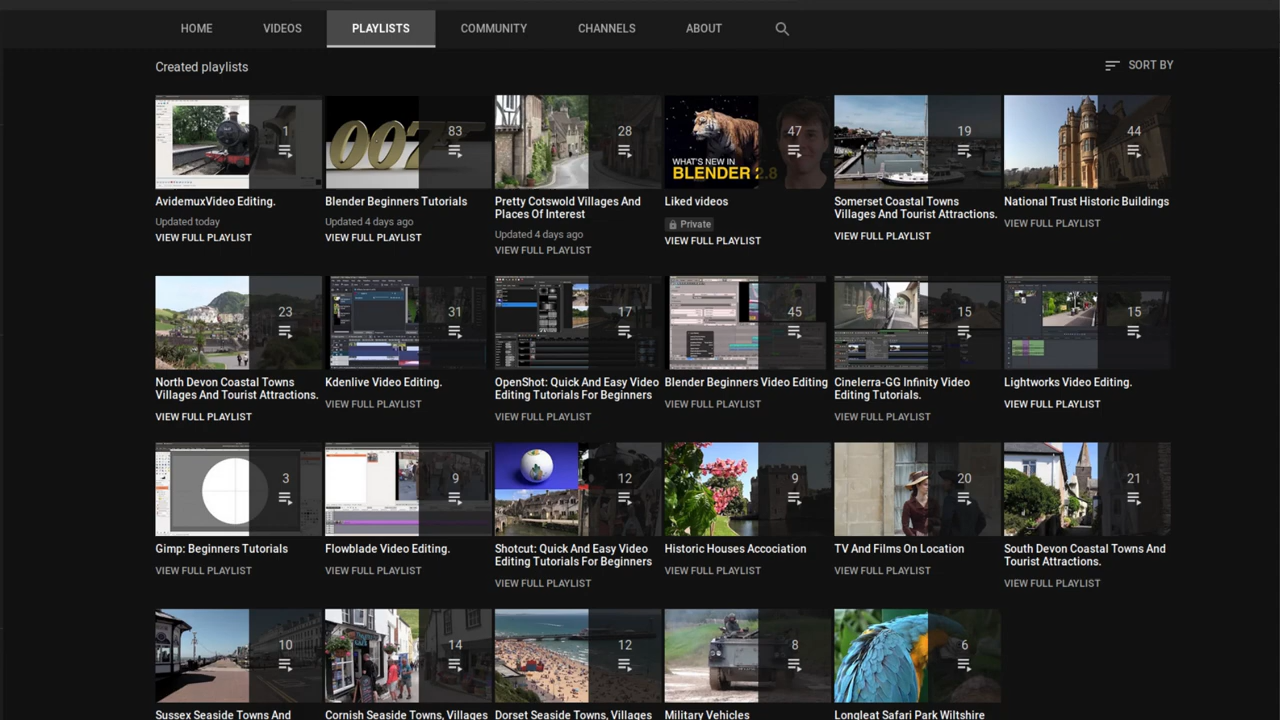 HOME VIDEOS PLAYLISTS COMMUNITY CHANNELS ABOUT
Created playlists SORT BY
1 83 28 47 19 44
007
WHAT'S NEW IN
BLENDER 2.8
AvidemuxVideo Editing.
Updated today
VIEW FULL PLAYLIST
Blender Beginners Tutorials
Updated 4 days ago
VIEW FULL PLAYLIST
Pretty Cotswold Villages And
Places Of Interest
Updated 4 days ago
VIEW FULL PLAYLIST
Liked videos
Private
VIEW FULL PLAYLIST
Somerset Coastal Towns
Villages And Tourist Attractions.
VIEW FULL PLAYLIST
National Trust Historic Buildings
VIEW FULL PLAYLIST
23 31 17 45 15 15
North Devon Coastal Towns
Villages And Tourist Attractions.
VIEW FULL PLAYLIST
Kdenlive Video Editing.
VIEW FULL PLAYLIST
OpenShot: Quick And Easy Video
Editing Tutorials For Beginners
VIEW FULL PLAYLIST
Blender Beginners Video Editing
VIEW FULL PLAYLIST
Cinelerra-GG Infinity Video
Editing Tutorials.
VIEW FULL PLAYLIST
Lightworks Video Editing.
VIEW FULL PLAYLIST
3 9 12 9 20 21
Gimp: Beginners Tutorials
VIEW FULL PLAYLIST
Flowblade Video Editing.
VIEW FULL PLAYLIST
Shotcut: Quick And Easy Video
Editing Tutorials For Beginners
VIEW FULL PLAYLIST
Historic Houses Accociation
VIEW FULL PLAYLIST
TV And Films On Location
VIEW FULL PLAYLIST
South Devon Coastal Towns And
Tourist Attractions.
VIEW FULL PLAYLIST
10 14 12 8 6
Sussex Seaside Towns And
Cornish Seaside Towns, Villages
Dorset Seaside Towns, Villages
Military Vehicles
Longleat Safari Park Wiltshire